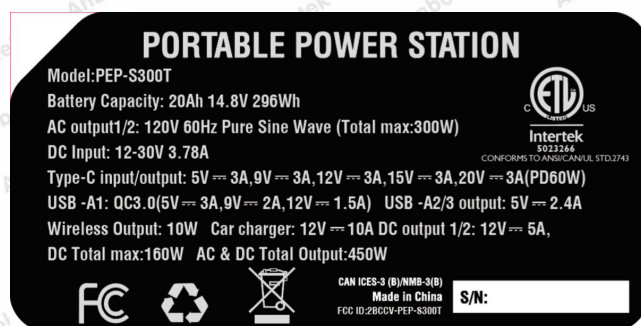 PORTABLE POWER STATION
Model:PEP-S300T
Battery Capacity: 20Ah 14.8V 296Wh
AC output1/2: 120V 60Hz Pure Sine Wave (Total max:300W)
DC Input: 12-30V 3.78A
C ETL US
LISTED
Intertek
5023266
CONFORMS TO ANSI/CAN/UL STD.2743
Type-C input/output: 5V⎓3A,9V⎓3A,12V⎓3A,15V⎓3A,20V⎓3A(PD60W)
USB -A1: QC3.0(5V⎓3A,9V⎓2A,12V⎓1.5A) USB -A2/3 output: 5V⎓2.4A
Wireless Output: 10W Car charger: 12V⎓10A DC output 1/2: 12V⎓5A,
DC Total max:160W AC & DC Total Output:450W
FC
CAN ICES-3 (B)/NMB-3(B)
Made in China
FCC ID:2BCCV-PEP-S300T
S/N: